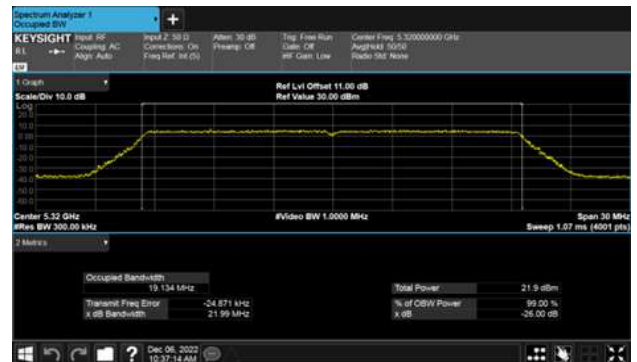 Spectrum Analyzer 1
Occupied BW
+
KEYSIGHT Input: RF Input Z: 50 Ω Atten: 30 dB Trig: Free Run Center Freq: 5.320000000 GHz
RL Coupling: AC Corrections: On Preamp: Off Gate: Off Avg|Hold: 50/50
Align: Auto Freq Ref: Int (S) #IF Gain: Low Radio Std: None
1 Graph Ref Lvl Offset 11.00 dB
Scale/Div 10.0 dB Ref Value 30.00 dBm
Log
20.0
10.0
0.00
-10.0
-20.0
-30.0
-40.0
-50.0
-60.0
Center 5.32 GHz #Video BW 1.0000 MHz Span 30 MHz
#Res BW 300.00 kHz Sweep 1.07 ms (4001 pts)
2 Metrics
Occupied Bandwidth
19.134 MHz Total Power 21.9 dBm
Transmit Freq Error -24.871 kHz % of OBW Power 99.00 %
x dB Bandwidth 21.99 MHz x dB -26.00 dB
? Dec 06, 2022
10:37:14 AM